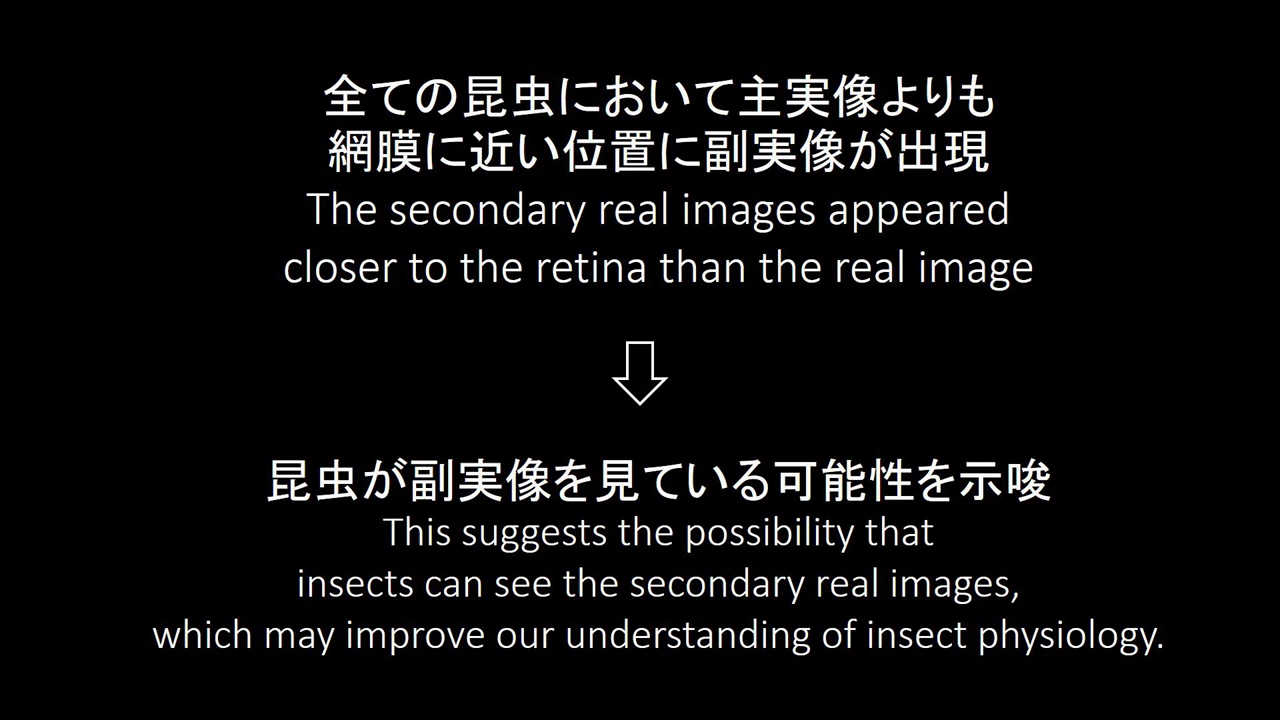 全ての昆虫において主実像よりも
網膜に近い位置に副実像が出現
The secondary real images appeared
closer to the retina than the real image
昆虫が副実像を見ている可能性を示唆
This suggests the possibility that
insects can see the secondary real images,
which may improve our understanding of insect physiology.